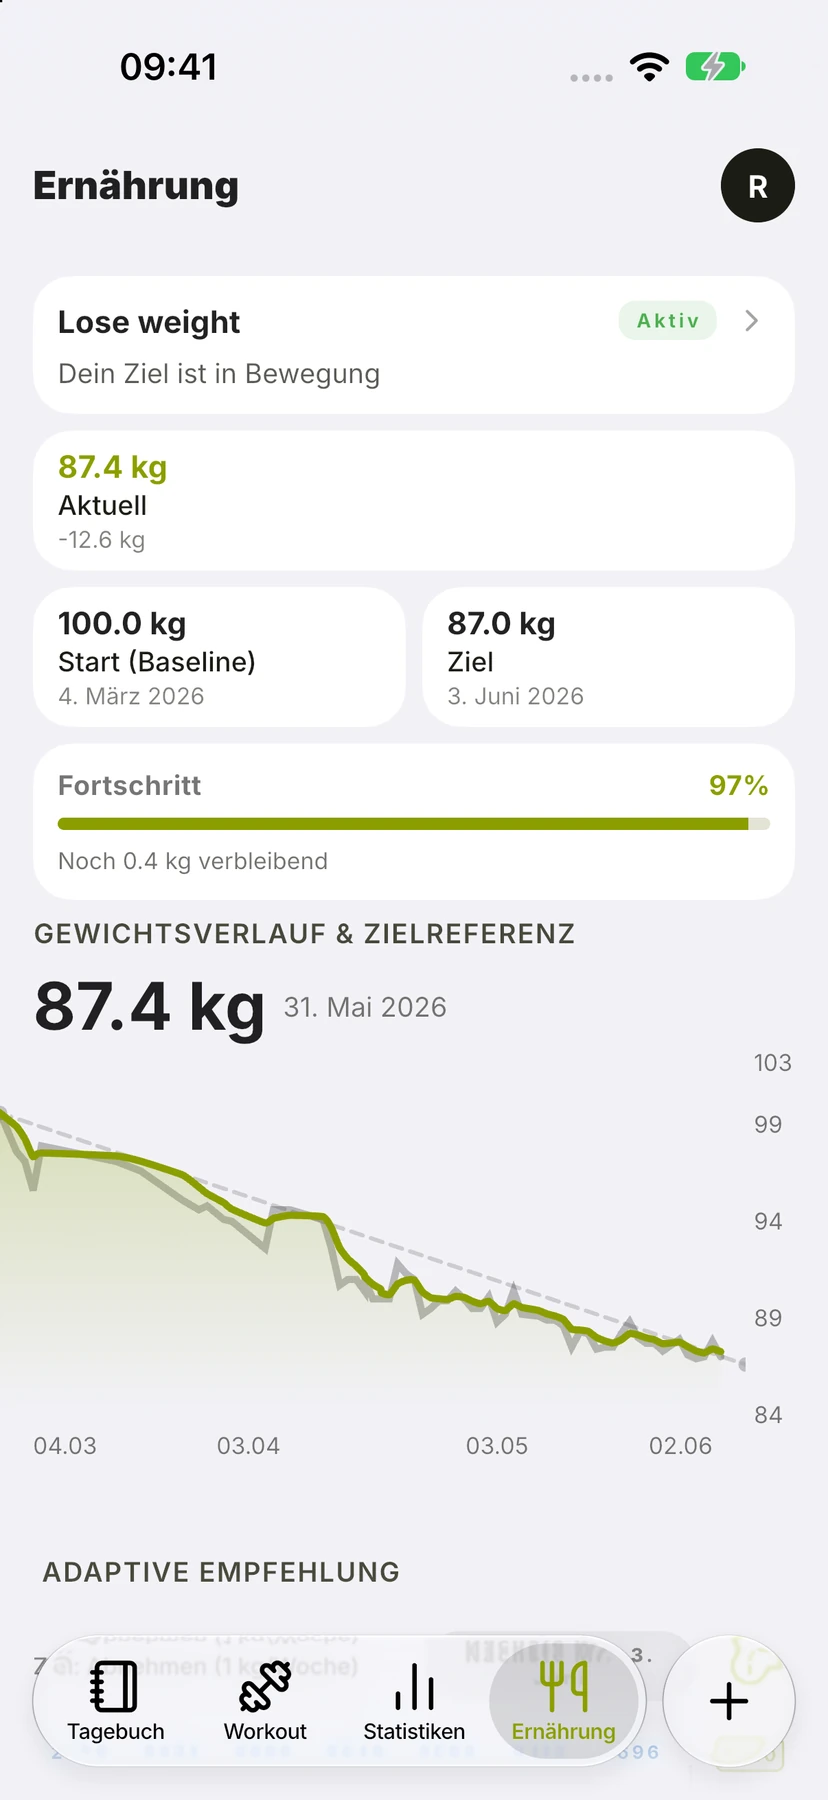 09:41
Ernährung
R
Lose weight
Aktiv
Dein Ziel ist in Bewegung
87.4 kg
Aktuell
-12.6 kg
100.0 kg
Start (Baseline)
4. März 2026
87.0 kg
Ziel
3. Juni 2026
Fortschritt
97%
Noch 0.4 kg verbleibend
GEWICHTSVERLAUF & ZIELREFERENZ
87.4 kg 31. Mai 2026
103
99
94
89
84
04.03 03.04 03.05 02.06
ADAPTIVE EMPFEHLUNG
7
3.
Tagebuch
Workout
Statistiken
Ernährung